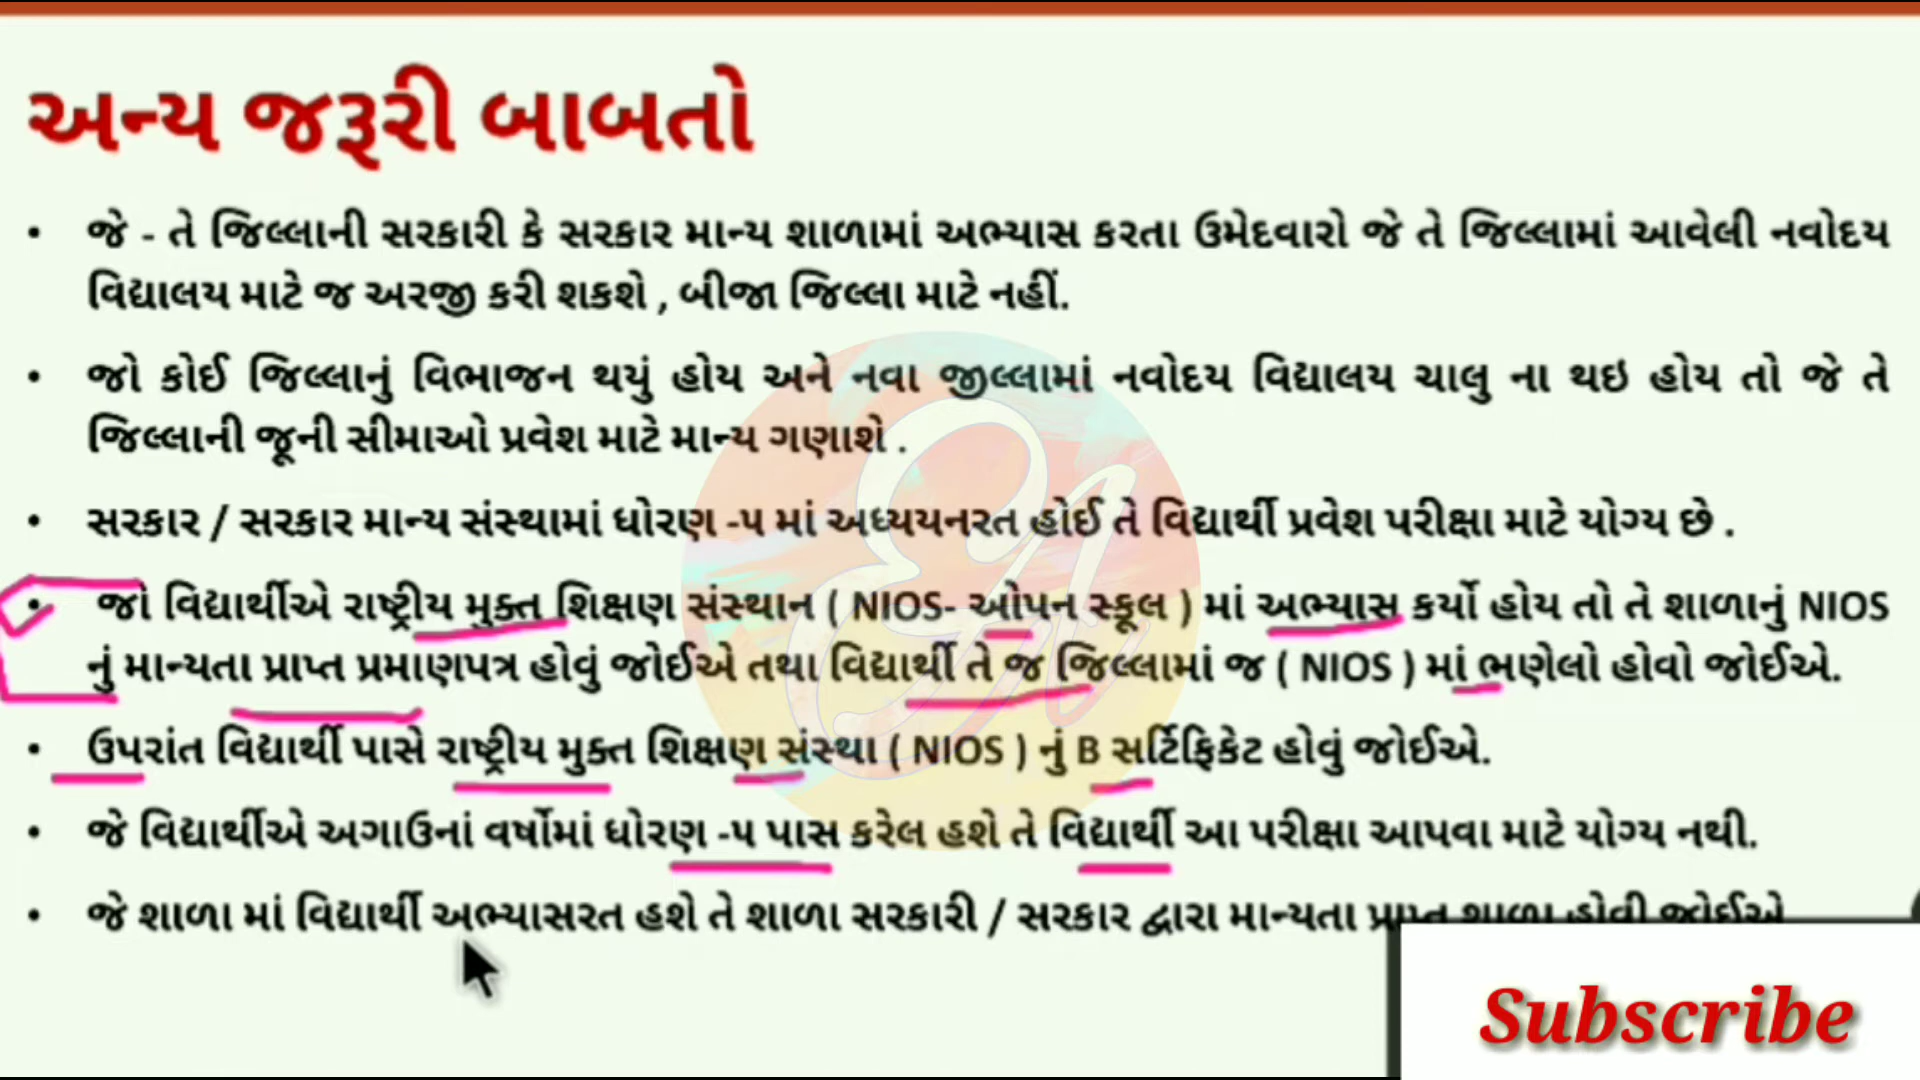 અન્ય જરૂરી બાબતો
• જે - તે જિલ્લાની સરકારી કે સરકાર માન્ય શાળામાં અભ્યાસ કરતા ઉમેદવારો જે તે જિલ્લામાં આવેલી નવોદય
વિદ્યાલય માટે જ અરજી કરી શકશે , બીજા જિલ્લા માટે નહીં.
• જો કોઈ જિલ્લાનું વિભાજન થયું હોય અને નવા જીલ્લામાં નવોદય વિદ્યાલય ચાલુ ના થઇ હોય તો જે તે
જિલ્લાની જૂની સીમાઓ પ્રવેશ માટે માન્ય ગણાશે .
• સરકાર / સરકાર માન્ય સંસ્થામાં ધોરણ -૫ માં અધ્યયનરત હોઈ તે વિદ્યાર્થી પ્રવેશ પરીક્ષા માટે યોગ્ય છે .
• જો વિદ્યાર્થીએ રાષ્ટ્રીય મુક્ત શિક્ષણ સંસ્થાન ( NIOS- ઓપન સ્કૂલ ) માં અભ્યાસ કર્યો હોય તો તે શાળાનું NIOS
નું માન્યતા પ્રાપ્ત પ્રમાણપત્ર હોવું જોઈએ તથા વિદ્યાર્થી તે જ જિલ્લામાં જ ( NIOS ) માં ભણેલો હોવો જોઈએ.
• ઉપરાંત વિદ્યાર્થી પાસે રાષ્ટ્રીય મુક્ત શિક્ષણ સંસ્થા ( NIOS ) નું B સર્ટિફિકેટ હોવું જોઈએ.
• જે વિદ્યાર્થીએ અગાઉનાં વર્ષોમાં ધોરણ -૫ પાસ કરેલ હશે તે વિદ્યાર્થી આ પરીક્ષા આપવા માટે યોગ્ય નથી.
• જે શાળા માં વિદ્યાર્થી અભ્યાસરત હશે તે શાળા સરકારી / સરકાર દ્વારા માન્યતા પ્રાપ્ત શાળા હોવી જોઈએ
Subscribe